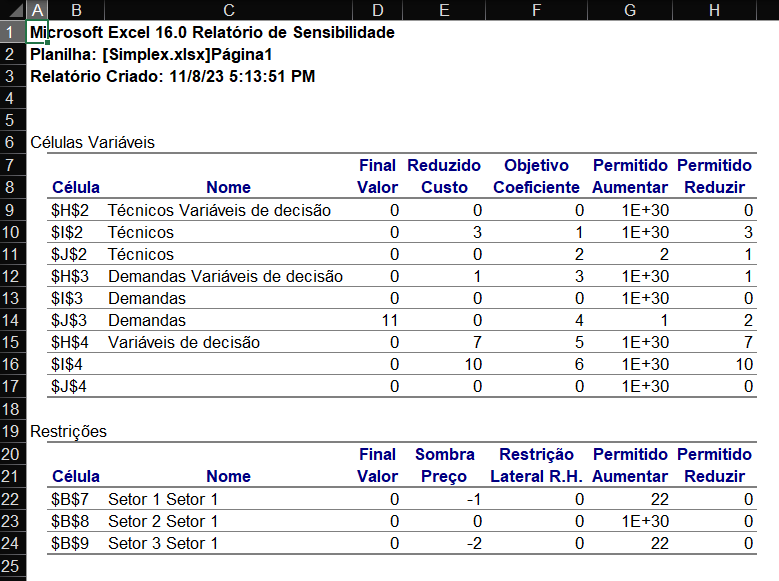 A B C D E F G H
1 Microsoft Excel 16.0 Relatório de Sensibilidade
2 Planilha: [Simplex.xlsx]Página1
3 Relatório Criado: 11/8/23 5:13:51 PM
4
5
6 Células Variáveis
7 Final Reduzido Objetivo Permitido Permitido
8 Célula Nome Valor Custo Coeficiente Aumentar Reduzir
9 $H$2 Técnicos Variáveis de decisão 0 0 0 1E+30 0
10 $I$2 Técnicos 0 3 1 1E+30 3
11 $J$2 Técnicos 0 0 2 2 1
12 $H$3 Demandas Variáveis de decisão 0 1 3 1E+30 1
13 $I$3 Demandas 0 0 0 1E+30 0
14 $J$3 Demandas 11 0 4 1 2
15 $H$4 Variáveis de decisão 0 7 5 1E+30 7
16 $I$4 0 10 6 1E+30 10
17 $J$4 0 0 0 1E+30 0
18
19 Restrições
20 Final Sombra Restrição Permitido Permitido
21 Célula Nome Valor Preço Lateral R.H. Aumentar Reduzir
22 $B$7 Setor 1 Setor 1 0 -1 0 22 0
23 $B$8 Setor 2 Setor 1 0 0 0 1E+30 0
24 $B$9 Setor 3 Setor 1 0 -2 0 22 0
25